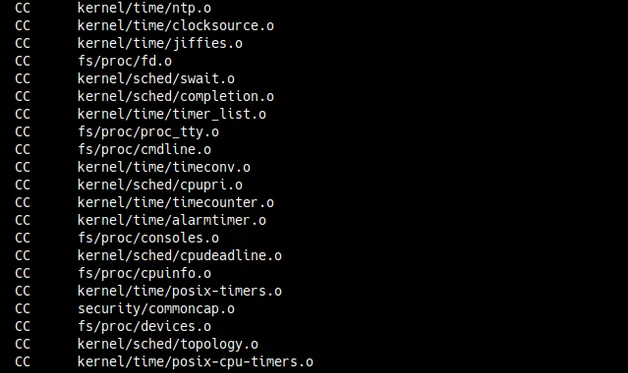 CC kernel/time/ntp.o
CC kernel/time/clocksource.o
CC kernel/time/jiffies.o
CC fs/proc/fd.o
CC kernel/sched/swait.o
CC kernel/sched/completion.o
CC kernel/time/timer_list.o
CC fs/proc/proc_tty.o
CC fs/proc/cmdline.o
CC kernel/time/timeconv.o
CC kernel/sched/cpupri.o
CC kernel/time/timecounter.o
CC kernel/time/alarmtimer.o
CC fs/proc/consoles.o
CC kernel/sched/cpudeadline.o
CC fs/proc/cpuinfo.o
CC kernel/time/posix-timers.o
CC security/commoncap.o
CC fs/proc/devices.o
CC kernel/sched/topology.o
CC kernel/time/posix-cpu-timers.o